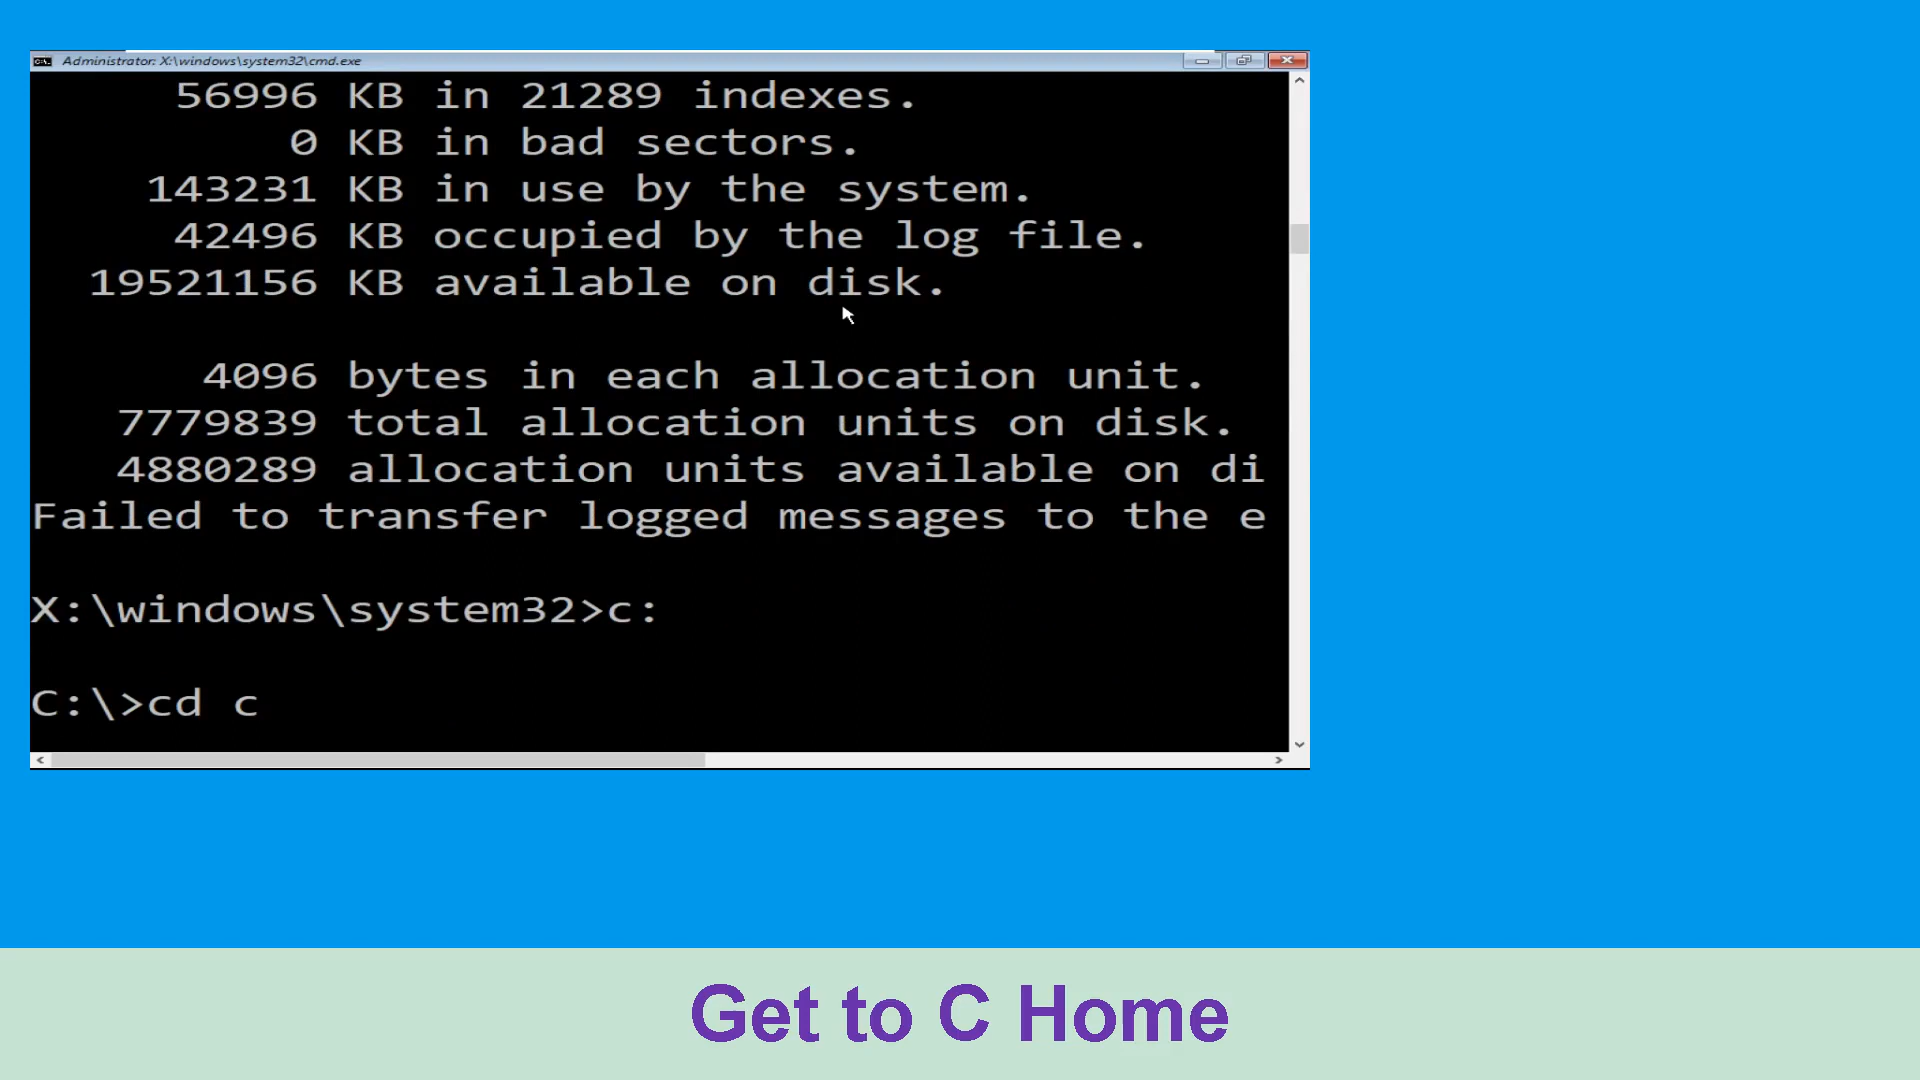 Administrator: X:\windows\system32\cmd.exe
56996 KB in 21289 indexes.
0 KB in bad sectors.
143231 KB in use by the system.
42496 KB occupied by the log file.
19521156 KB available on disk.
4096 bytes in each allocation unit.
7779839 total allocation units on disk.
4880289 allocation units available on di
Failed to transfer logged messages to the e
X:\windows\system32>c:
C:\>cd c
Get to C Home